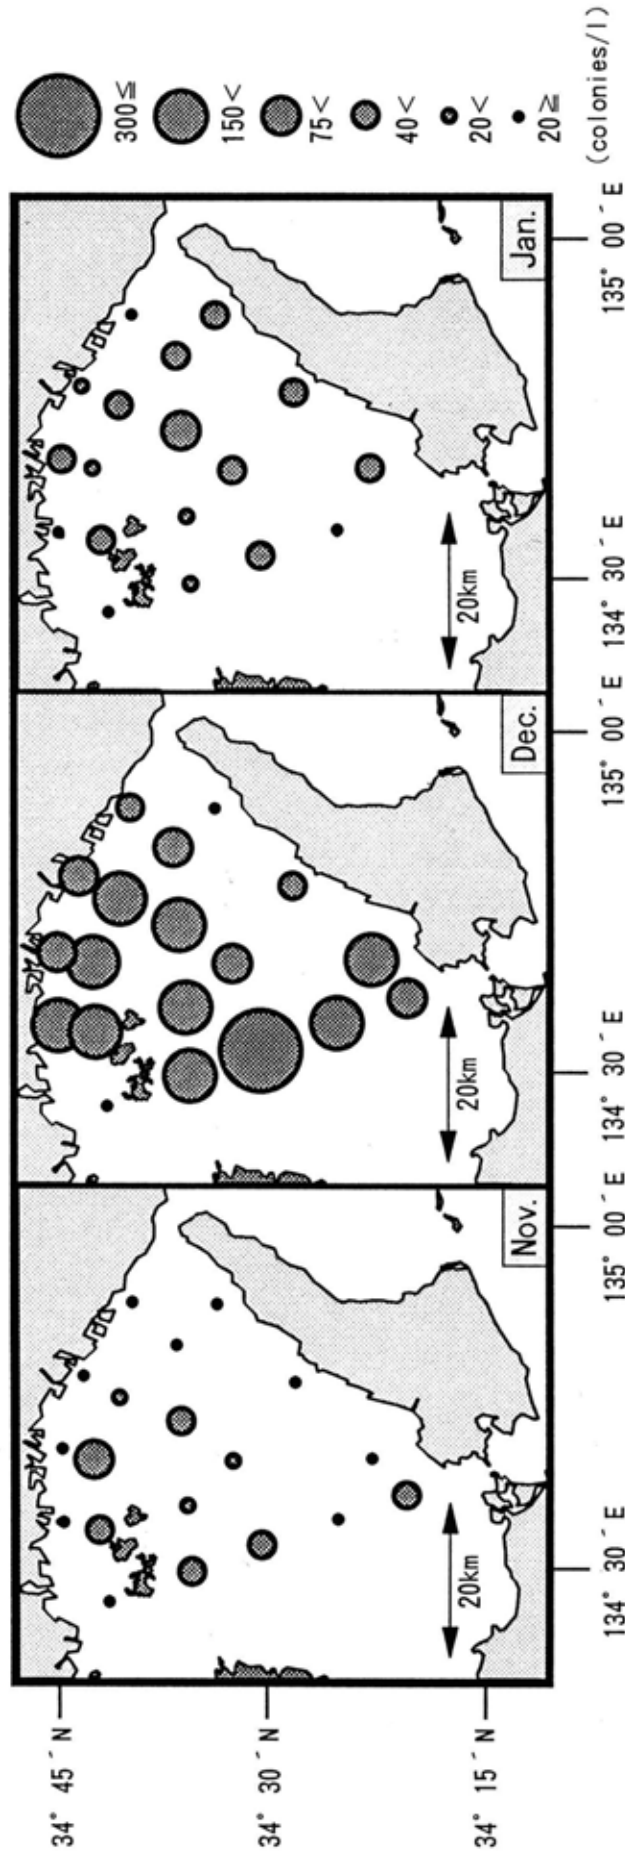 34° 45´ N
34° 30´ N
34° 15´ N
Nov.
20km
134° 30´ E
135° 00´ E
Dec.
20km
134° 30´ E
135° 00´ E
Jan.
20km
134° 30´ E
135° 00´ E
300≤
150<
75<
40<
20<
20≥
(colonies/l)